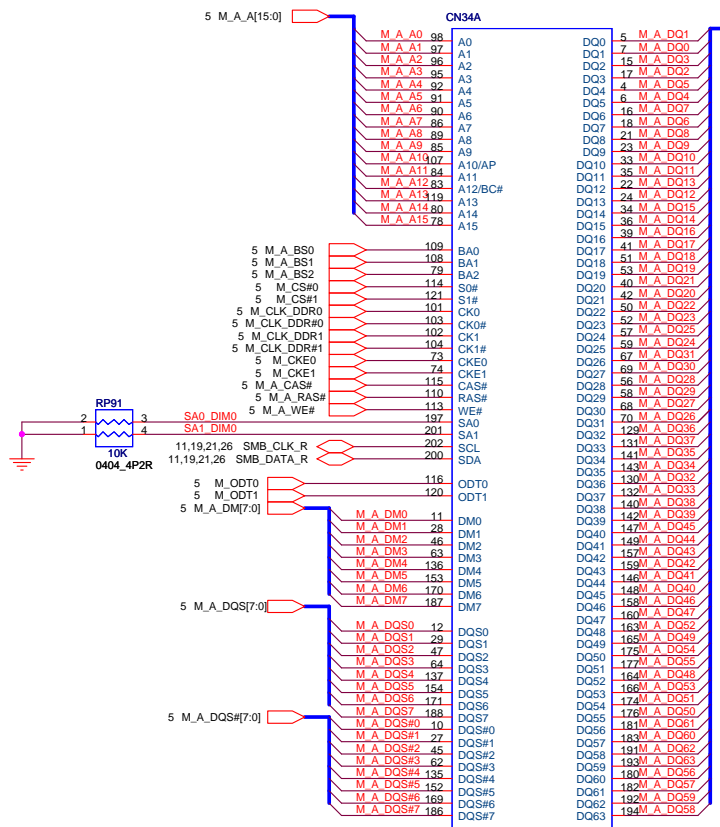 CN34A
5 M_A_A[15:0]
M_A_A0 98 A0
M_A_A1 97 A1
M_A_A2 96 A2
M_A_A3 95 A3
M_A_A4 92 A4
M_A_A5 91 A5
M_A_A6 90 A6
M_A_A7 86 A7
M_A_A8 89 A8
M_A_A9 85 A9
M_A_A10 107 A10/AP
M_A_A11 84 A11
M_A_A12 83 A12/BC#
M_A_A13 119 A13
M_A_A14 80 A14
M_A_A15 78 A15
5 M_A_BS0 109 BA0
5 M_A_BS1 108 BA1
5 M_A_BS2 79 BA2
5 M_CS#0 114 S0#
5 M_CS#1 121 S1#
5 M_CLK_DDR0 101 CK0
5 M_CLK_DDR#0 103 CK0#
5 M_CLK_DDR1 102 CK1
5 M_CLK_DDR#1 104 CK1#
5 M_CKE0 73 CKE0
5 M_CKE1 74 CKE1
5 M_A_CAS# 115 CAS#
5 M_A_RAS# 110 RAS#
5 M_A_WE# 113 WE#
RP91
2 3 SA0_DIM0 197 SA0
1 4 SA1_DIM0 201 SA1
10K
0404_4P2R
11,19,21,26 SMB_CLK_R 202 SCL
11,19,21,26 SMB_DATA_R 200 SDA
5 M_ODT0 116 ODT0
5 M_ODT1 120 ODT1
5 M_A_DM[7:0]
M_A_DM0 11 DM0
M_A_DM1 28 DM1
M_A_DM2 46 DM2
M_A_DM3 63 DM3
M_A_DM4 136 DM4
M_A_DM5 153 DM5
M_A_DM6 170 DM6
M_A_DM7 187 DM7
5 M_A_DQS[7:0]
M_A_DQS0 12 DQS0
M_A_DQS1 29 DQS1
M_A_DQS2 47 DQS2
M_A_DQS3 64 DQS3
M_A_DQS4 137 DQS4
M_A_DQS5 154 DQS5
M_A_DQS6 171 DQS6
M_A_DQS7 188 DQS7
5 M_A_DQS#[7:0]
M_A_DQS#0 10 DQS#0
M_A_DQS#1 27 DQS#1
M_A_DQS#2 45 DQS#2
M_A_DQS#3 62 DQS#3
M_A_DQS#4 135 DQS#4
M_A_DQS#5 152 DQS#5
M_A_DQS#6 169 DQS#6
M_A_DQS#7 186 DQS#7
DQ0 5 M_A_DQ1
DQ1 7 M_A_DQ0
DQ2 15 M_A_DQ3
DQ3 17 M_A_DQ2
DQ4 4 M_A_DQ5
DQ5 6 M_A_DQ4
DQ6 16 M_A_DQ7
DQ7 18 M_A_DQ6
DQ8 21 M_A_DQ8
DQ9 23 M_A_DQ9
DQ10 33 M_A_DQ10
DQ11 35 M_A_DQ11
DQ12 22 M_A_DQ13
DQ13 24 M_A_DQ12
DQ14 34 M_A_DQ15
DQ15 36 M_A_DQ14
DQ16 39 M_A_DQ16
DQ17 41 M_A_DQ17
DQ18 51 M_A_DQ18
DQ19 53 M_A_DQ19
DQ20 40 M_A_DQ21
DQ21 42 M_A_DQ20
DQ22 50 M_A_DQ22
DQ23 52 M_A_DQ23
DQ24 57 M_A_DQ25
DQ25 59 M_A_DQ24
DQ26 67 M_A_DQ31
DQ27 69 M_A_DQ30
DQ28 56 M_A_DQ28
DQ29 58 M_A_DQ29
DQ30 68 M_A_DQ27
DQ31 70 M_A_DQ26
DQ32 129 M_A_DQ36
DQ33 131 M_A_DQ37
DQ34 141 M_A_DQ35
DQ35 143 M_A_DQ34
DQ36 130 M_A_DQ32
DQ37 132 M_A_DQ33
DQ38 140 M_A_DQ38
DQ39 142 M_A_DQ39
DQ40 147 M_A_DQ45
DQ41 149 M_A_DQ44
DQ42 157 M_A_DQ43
DQ43 159 M_A_DQ42
DQ44 146 M_A_DQ41
DQ45 148 M_A_DQ40
DQ46 158 M_A_DQ46
DQ47 160 M_A_DQ47
DQ48 163 M_A_DQ52
DQ49 165 M_A_DQ49
DQ50 175 M_A_DQ54
DQ51 177 M_A_DQ55
DQ52 164 M_A_DQ48
DQ53 166 M_A_DQ53
DQ54 174 M_A_DQ51
DQ55 176 M_A_DQ50
DQ56 181 M_A_DQ61
DQ57 183 M_A_DQ60
DQ58 191 M_A_DQ62
DQ59 193 M_A_DQ63
DQ60 180 M_A_DQ56
DQ61 182 M_A_DQ57
DQ62 192 M_A_DQ59
DQ63 194 M_A_DQ58